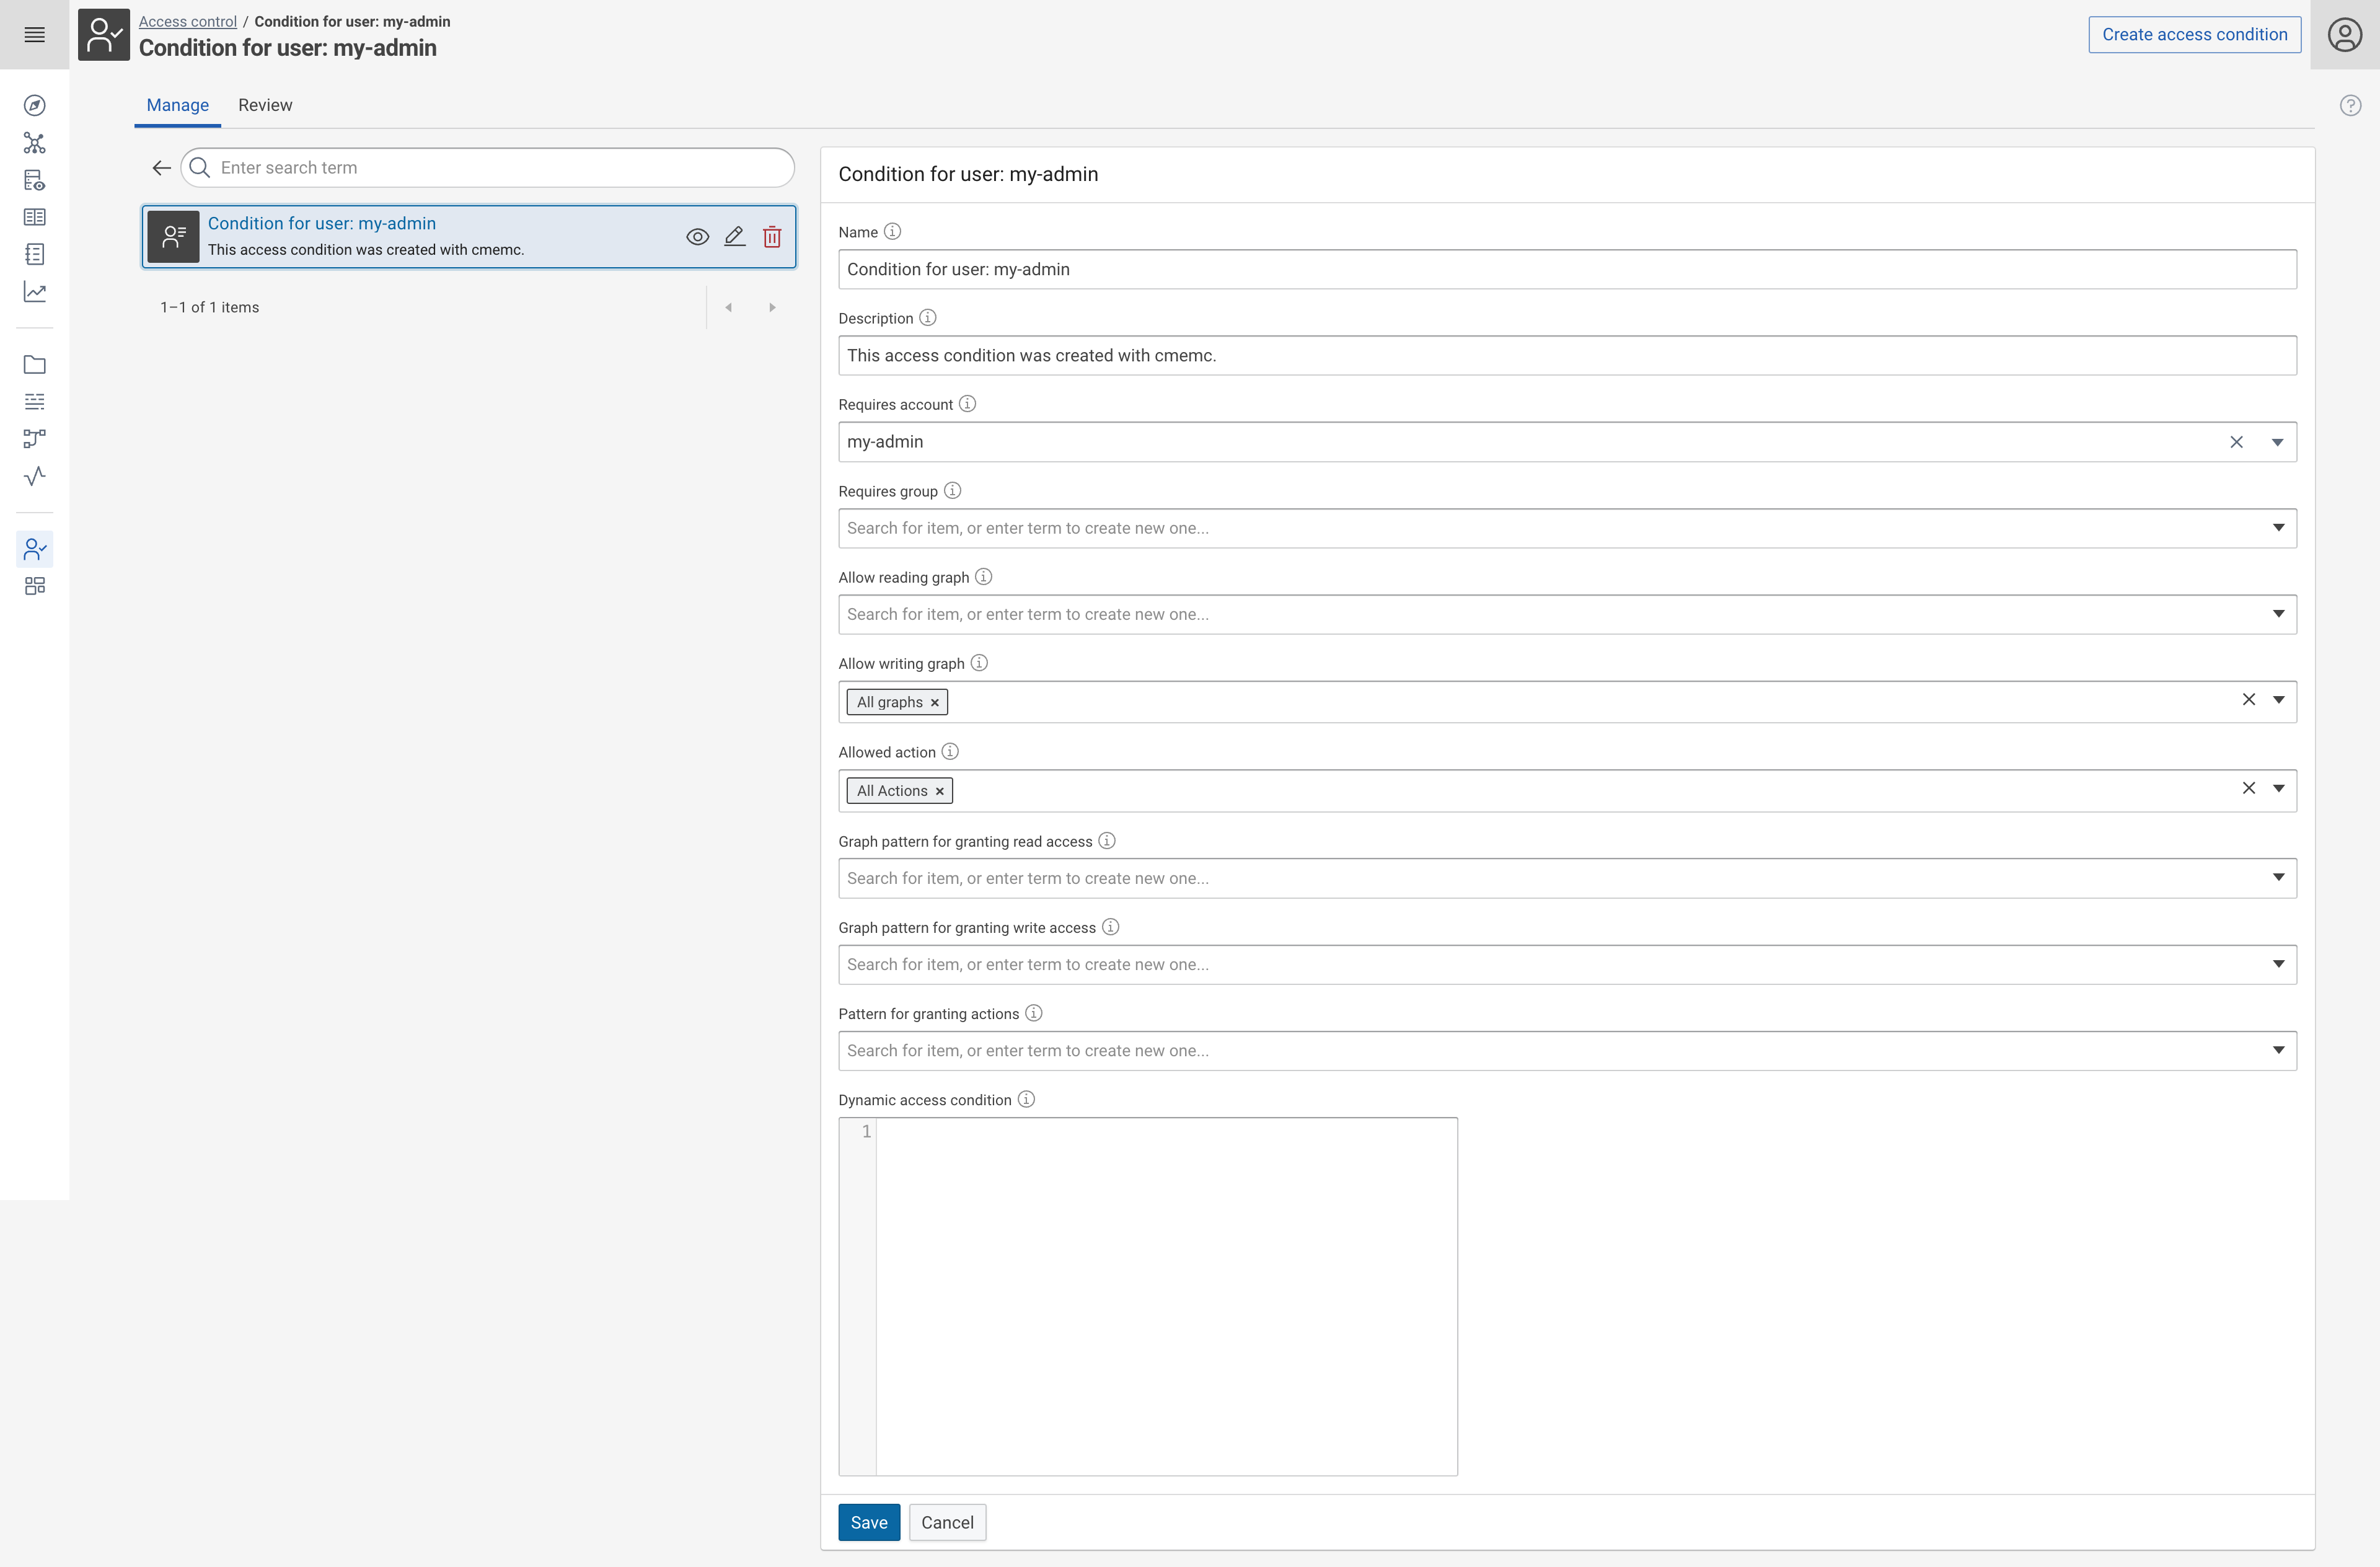 Access control / Condition for user: my-admin
Condition for user: my-admin
Create access condition
Manage
Review
Enter search term
Condition for user: my-admin
This access condition was created with cmemc.
1–1 of 1 items
Condition for user: my-admin
Name
Condition for user: my-admin
Description
This access condition was created with cmemc.
Requires account
my-admin
Requires group
Search for item, or enter term to create new one...
Allow reading graph
Search for item, or enter term to create new one...
Allow writing graph
All graphs
Allowed action
All Actions
Graph pattern for granting read access
Search for item, or enter term to create new one...
Graph pattern for granting write access
Search for item, or enter term to create new one...
Pattern for granting actions
Search for item, or enter term to create new one...
Dynamic access condition
1
Save
Cancel